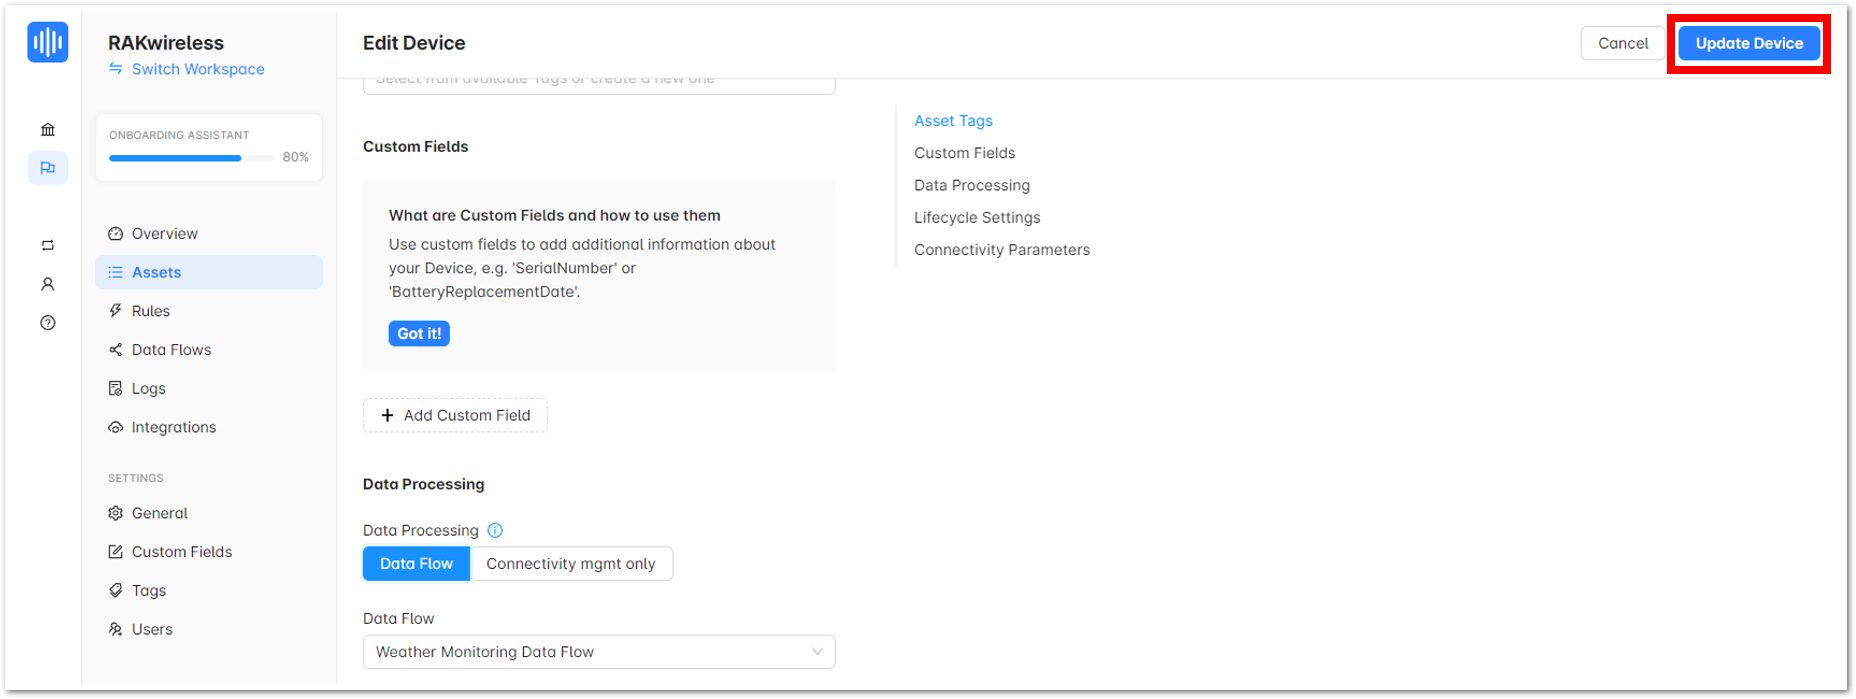 RAKwireless
Switch Workspace
ONBOARDING ASSISTANT
80%
Overview
Assets
Rules
Data Flows
Logs
Integrations
SETTINGS
General
Custom Fields
Tags
Users
Edit Device
Cancel
Update Device
Select from available Tags or create a new one
Custom Fields
What are Custom Fields and how to use them
Use custom fields to add additional information about
your Device, e.g. 'SerialNumber' or
'BatteryReplacementDate'.
Got it!
+ Add Custom Field
Data Processing
Data Processing
Data Flow
Connectivity mgmt only
Data Flow
Weather Monitoring Data Flow
Asset Tags
Custom Fields
Data Processing
Lifecycle Settings
Connectivity Parameters